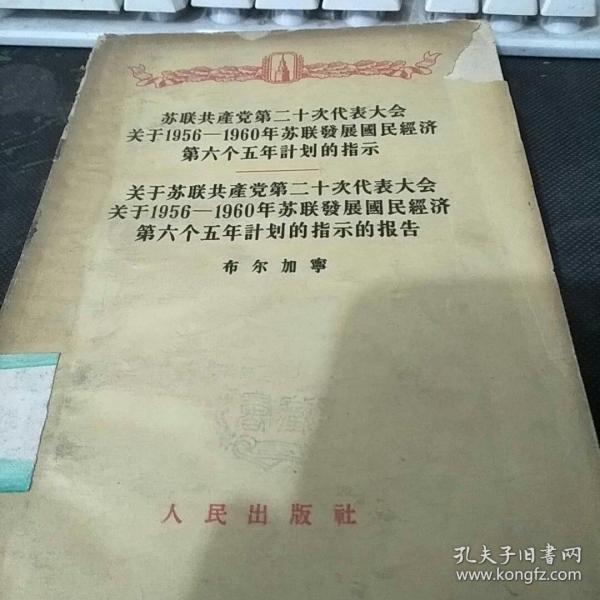 苏联共產党第二十次代表大会
关于1956—1960年苏联發展國民經济
第六个五年計划的指示
关于苏联共產党第二十次代表大会
关于1956—1960年苏联發展國民經济
第六个五年計划的指示的报告
布尔加寧
人民出版社
孔夫子旧书网
www.kongfz.com